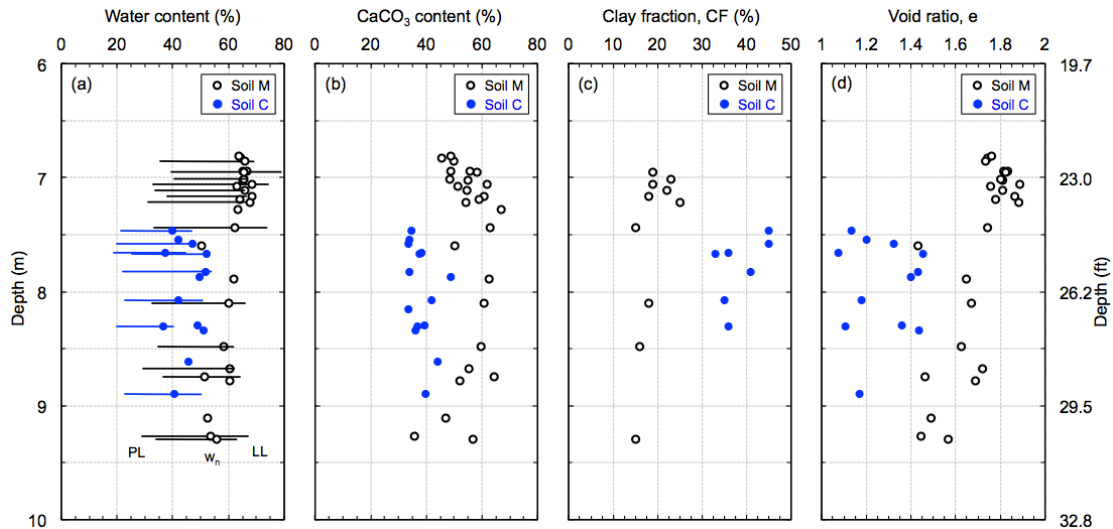 Water content (%)
CaCO3 content (%)
Clay fraction, CF (%)
Void ratio, e
0 20 40 60 80
0 20 40 60 80
0 10 20 30 40 50
1 1.2 1.4 1.6 1.8 2
6 19.7
(a) Soil M
Soil C
(b) Soil M
Soil C
(c) Soil M
Soil C
(d) Soil M
Soil C
7 23.0
Depth (m)
8 26.2
Depth (ft)
9 29.5
PL wn LL
10 32.8